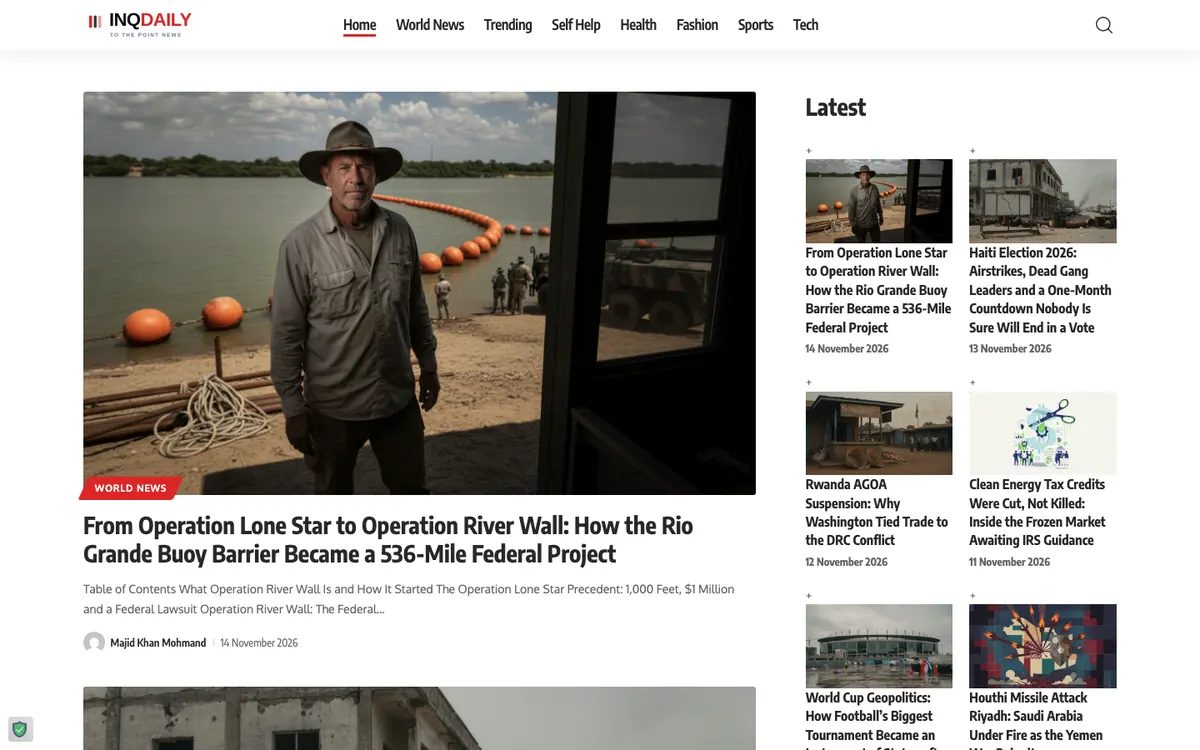 INQDAILY
TO THE POINT NEWS
Home
World News
Trending
Self Help
Health
Fashion
Sports
Tech
WORLD NEWS
From Operation Lone Star to Operation River Wall: How the Rio
Grande Buoy Barrier Became a 536-Mile Federal Project
Table of Contents What Operation River Wall Is and How It Started The Operation Lone Star Precedent: 1,000 Feet, $1 Million
and a Federal Lawsuit Operation River Wall: The Federal...
Majid Khan Mohmand
14 November 2026
Latest
+
From Operation Lone Star
to Operation River Wall:
How the Rio Grande Buoy
Barrier Became a 536-Mile
Federal Project
14 November 2026
+
Haiti Election 2026:
Airstrikes, Dead Gang
Leaders and a One-Month
Countdown Nobody Is
Sure Will End in a Vote
13 November 2026
+
Rwanda AGOA
Suspension: Why
Washington Tied Trade to
the DRC Conflict
12 November 2026
+
Clean Energy Tax Credits
Were Cut, Not Killed:
Inside the Frozen Market
Awaiting IRS Guidance
11 November 2026
+
World Cup Geopolitics:
How Football's Biggest
Tournament Became an
+
Houthi Missile Attack
Riyadh: Saudi Arabia
Under Fire as the Yemen